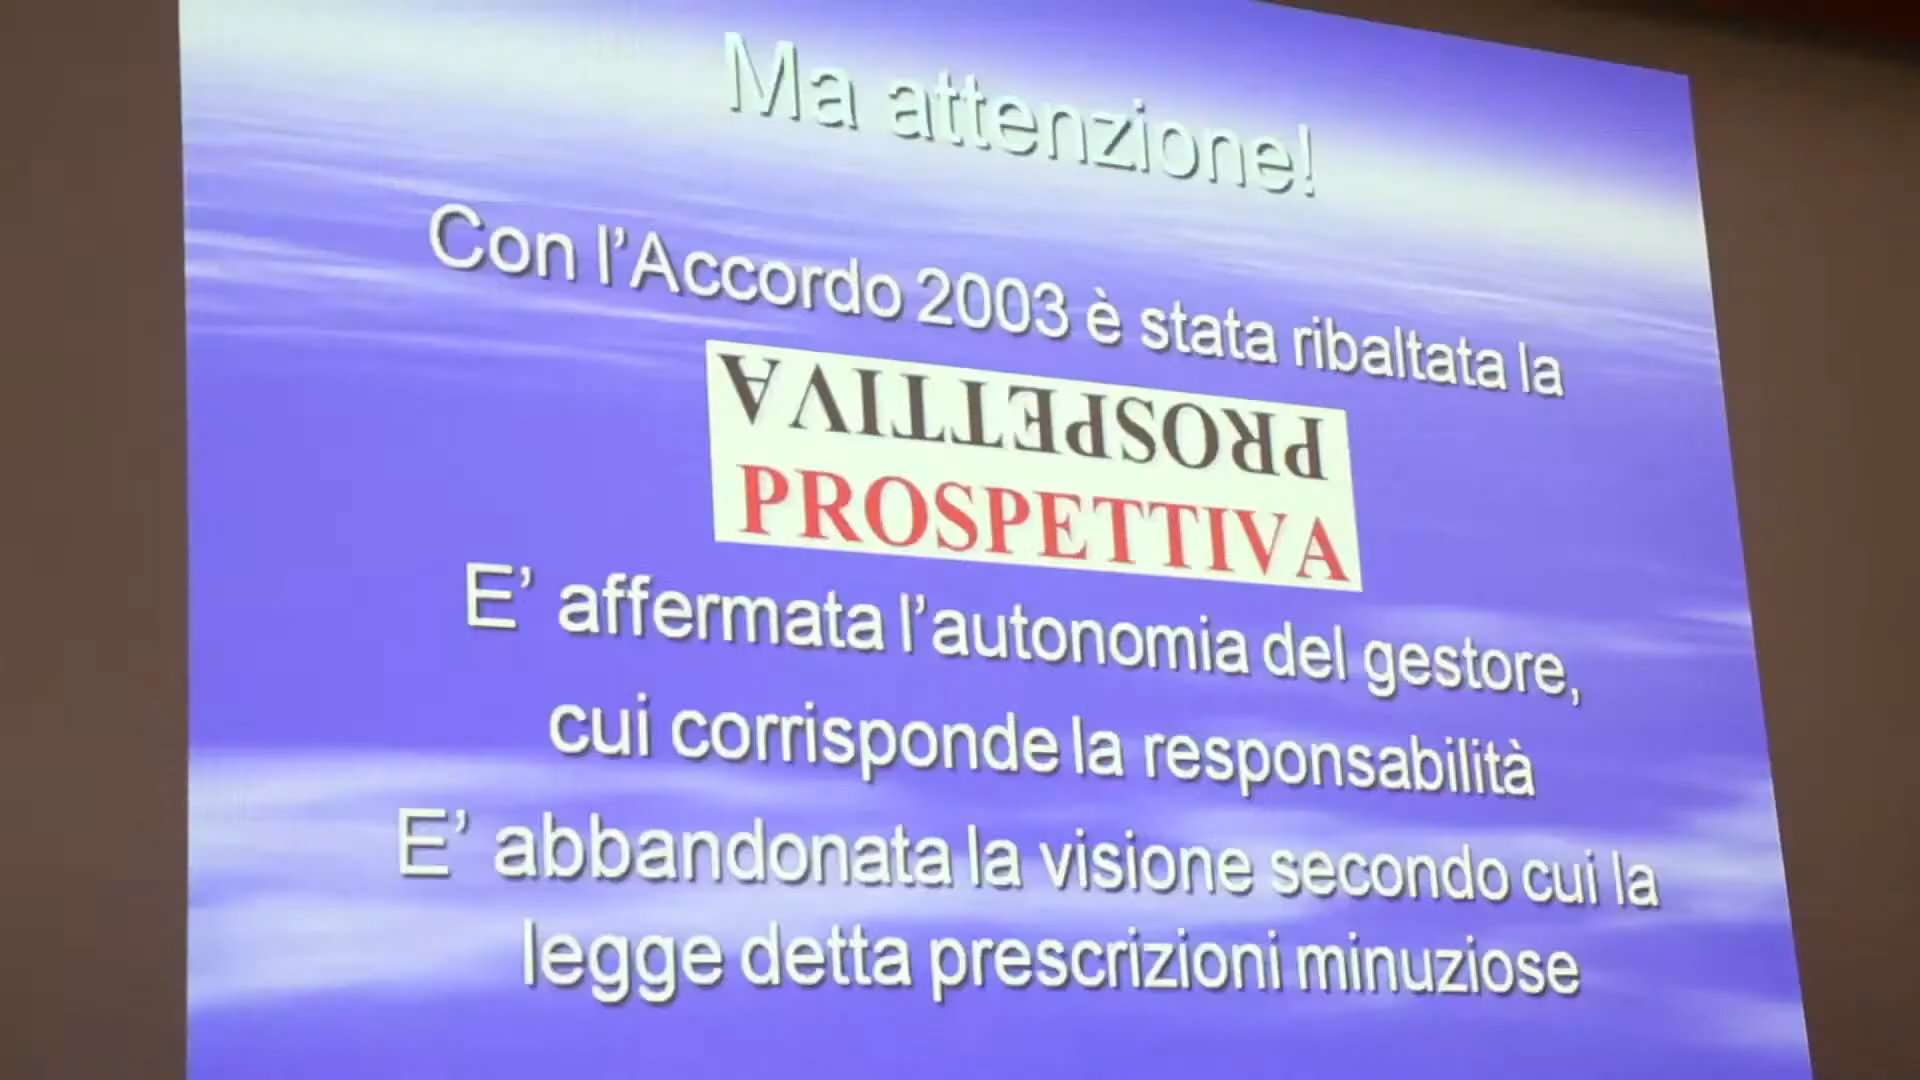 Ma attenzione!
Con l'Accordo 2003 è stata ribaltata la
PROSPETTIVA
PROSPETTIVA
E' affermata l'autonomia del gestore,
cui corrisponde la responsabilità
E' abbandonata la visione secondo cui la
legge detta prescrizioni minuziose